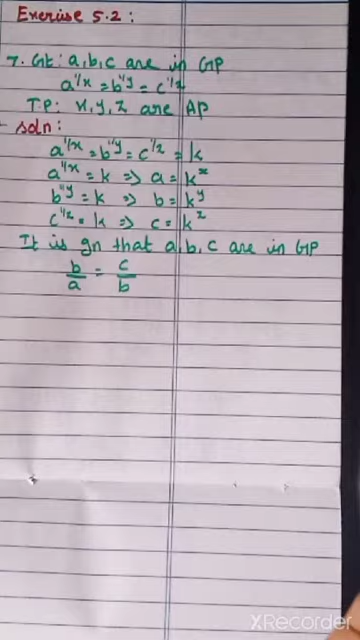 Exerise 5.2:
7. Gt: a,b,c are in GP
a^1/x = b^1/y = c^1/z
T.P: x,y,z are AP
soln:
a^1/x = b^1/y = c^1/z = k
a^1/x = k => a = k^x
b^1/y = k => b = k^y
c^1/z = k => c = k^z
It is gn that a,b,c are in GP
b/a = c/b
XRecorder